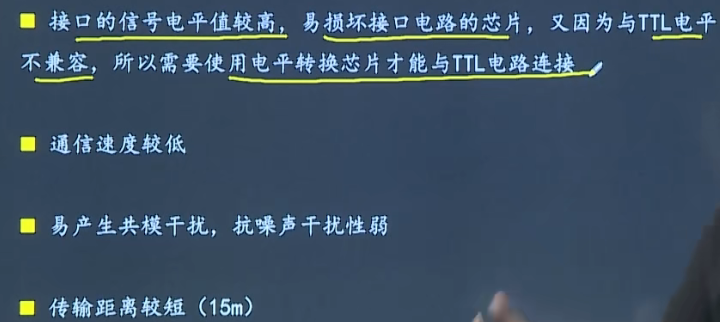 接口的信号电平值较高，易损坏接口电路的芯片，又因为与TTL电平
不兼容，所以需要使用电平转换芯片才能与TTL电路连接
通信速度较低
易产生共模干扰，抗噪声干扰性弱
传输距离较短（15m）